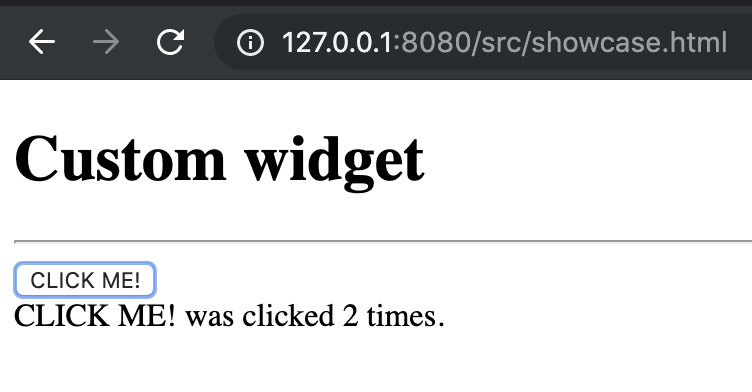 127.0.0.1:8080/src/showcase.html
Custom widget
CLICK ME!
CLICK ME! was clicked 2 times.